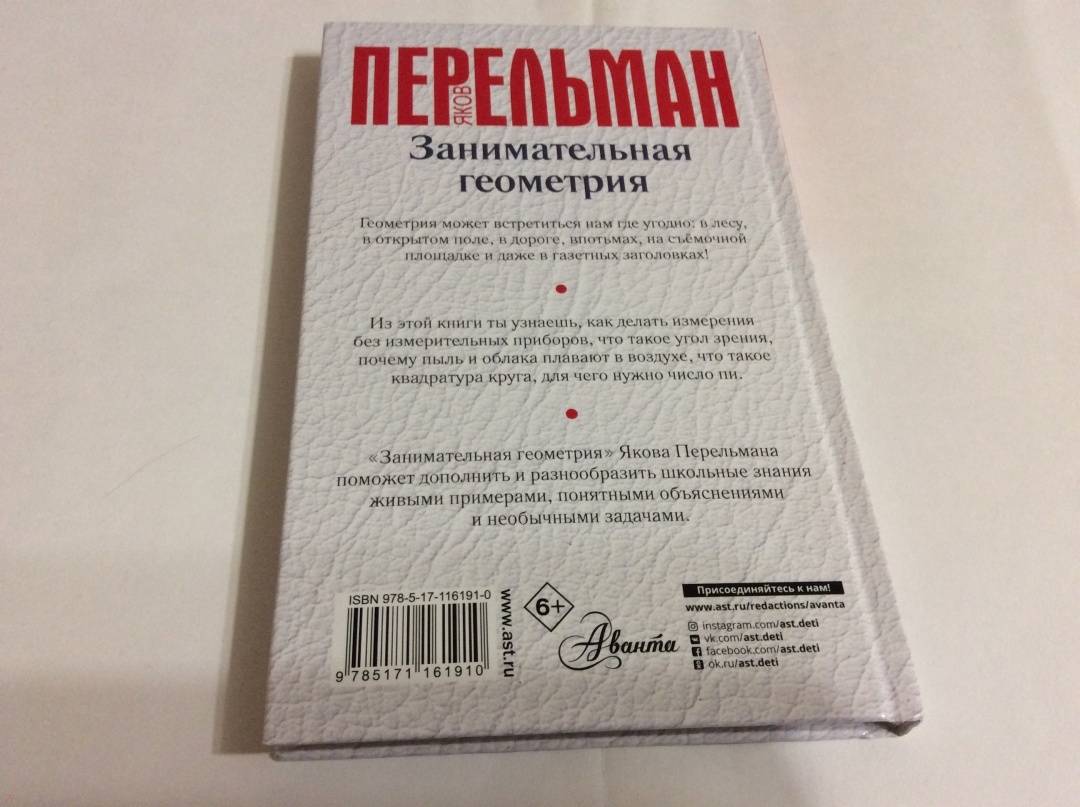 ПЕРЕЛЬМАН
ЯКОВ
Занимательная
геометрия
Геометрия может встретиться нам где угодно: в лесу,
в открытом поле, в дороге, впотьмах, на съёмочной
площадке и даже в газетных заголовках!
Из этой книги ты узнаешь, как делать измерения
без измерительных приборов, что такое угол зрения,
почему пыль и облака плавают в воздухе, что такое
квадратура круга, для чего нужно число пи.
«Занимательная геометрия» Якова Перельмана
поможет дополнить и разнообразить школьные знания
живыми примерами, понятными объяснениями
и необычными задачами.
ISBN 978-5-17-116191-0
9 785171 161910
www.ast.ru
6+
Аванта
Присоединяйтесь к нам!
www.ast.ru/redactions/avanta
instagram.com/ast.deti
vk.com/ast.deti
facebook.com/ast.deti
ok.ru/ast.deti